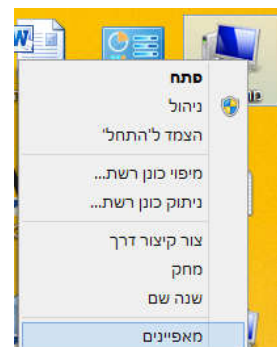 פתח
ניהול
הצמד ל'התחל'
מיפוי כונן רשת...
ניתוק כונן רשת...
צור קיצור דרך
מחק
שנה שם
מאפיינים